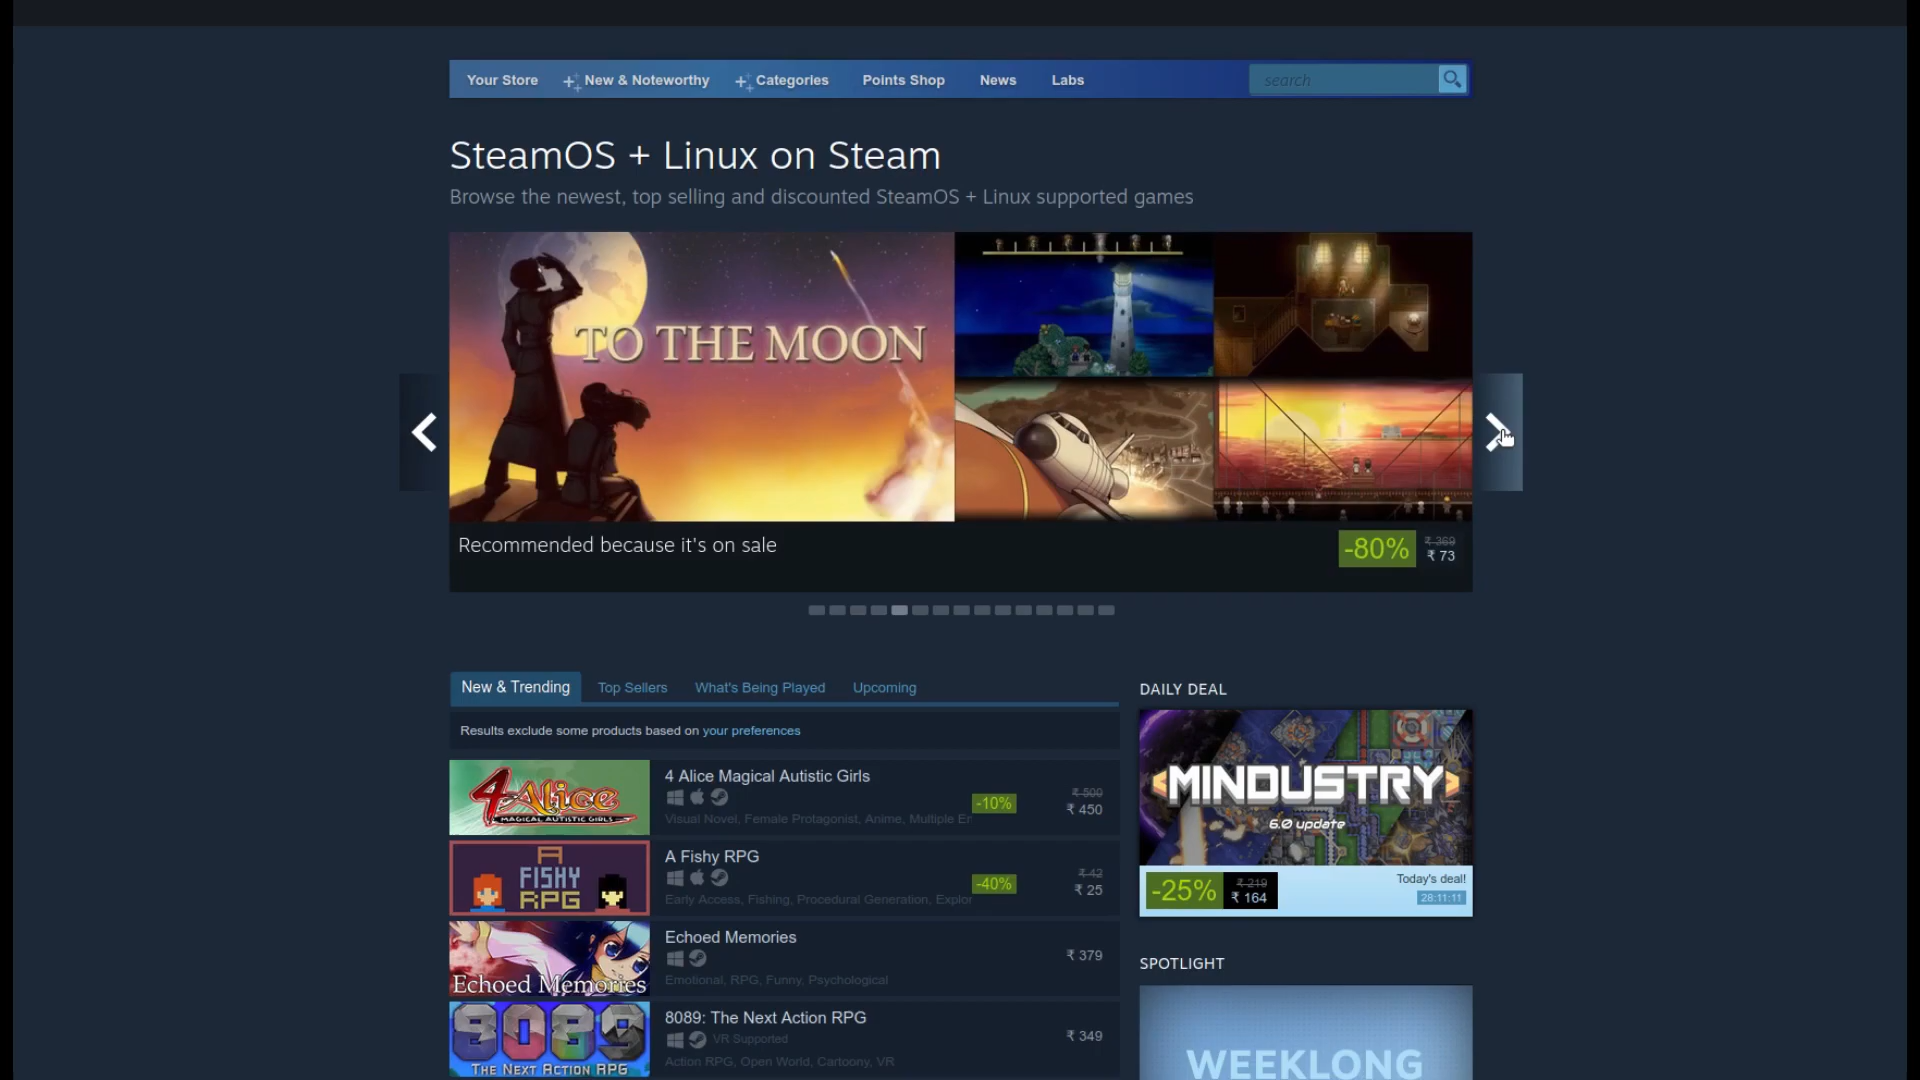 Your Store
New & Noteworthy
Categories
Points Shop
News
Labs
search
SteamOS + Linux on Steam
Browse the newest, top selling and discounted SteamOS + Linux supported games
TO THE MOON
Recommended because it's on sale
-80%
₹ 369
₹ 73
New & Trending
Top Sellers
What's Being Played
Upcoming
Results exclude some products based on your preferences
4 Alice
MAGICAL AUTISTIC GIRLS
4 Alice Magical Autistic Girls
Visual Novel, Female Protagonist, Anime, Multiple En
-10%
₹ 500
₹ 450
A
FISHY
RPG
A Fishy RPG
Early Access, Fishing, Procedural Generation, Explor
-40%
₹ 42
₹ 25
Echoed Memories
Echoed Memories
Emotional, RPG, Funny, Psychological
₹ 379
8089
THE NEXT ACTION RPG
8089: The Next Action RPG
VR Supported
Action RPG, Open World, Cartoony, VR
₹ 349
DAILY DEAL
MINDUSTRY
6.0 update
-25%
₹ 219
₹ 164
Today's deal!
28:11:11
SPOTLIGHT
WEEKLONG